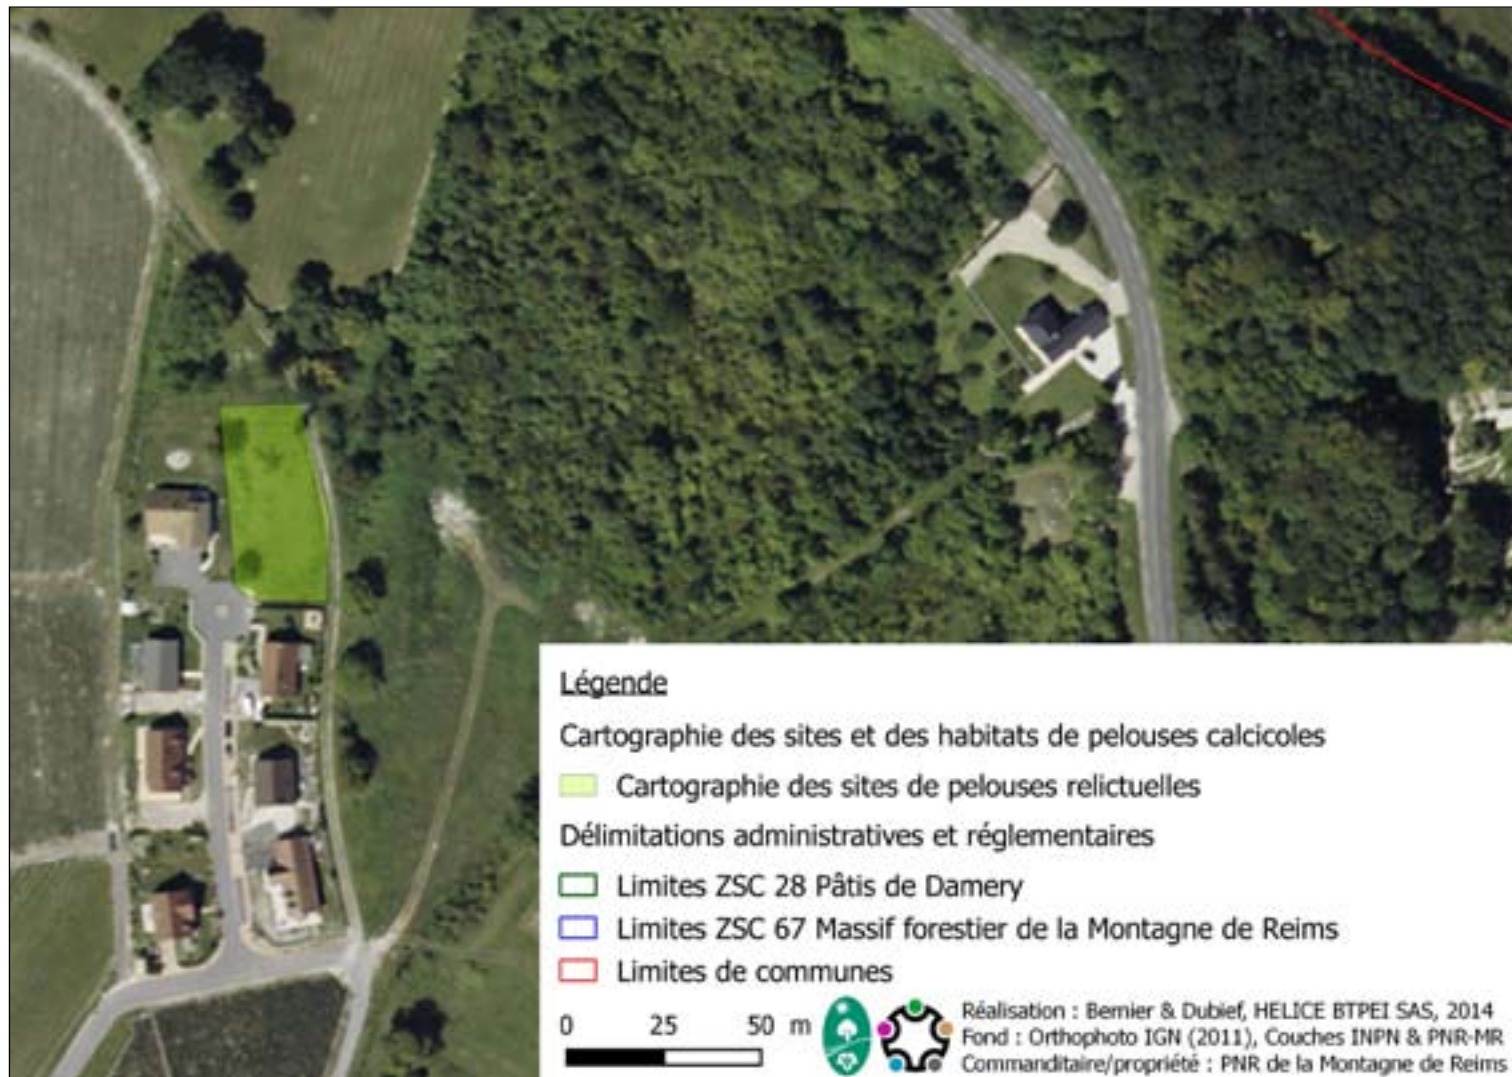 Légende
Cartographie des sites et des habitats de pelouses calcicoles
Cartographie des sites de pelouses relictuelles
Délimitations administratives et réglementaires
Limites ZSC 28 Pâtis de Damery
Limites ZSC 67 Massif forestier de la Montagne de Reims
Limites de communes
0 25 50 m
Réalisation : Bernier & Dubief, HELICE BTPEI SAS, 2014
Fond : Orthophoto IGN (2011), Couches INPN & PNR-MR
Commanditaire/propriété : PNR de la Montagne de Reims